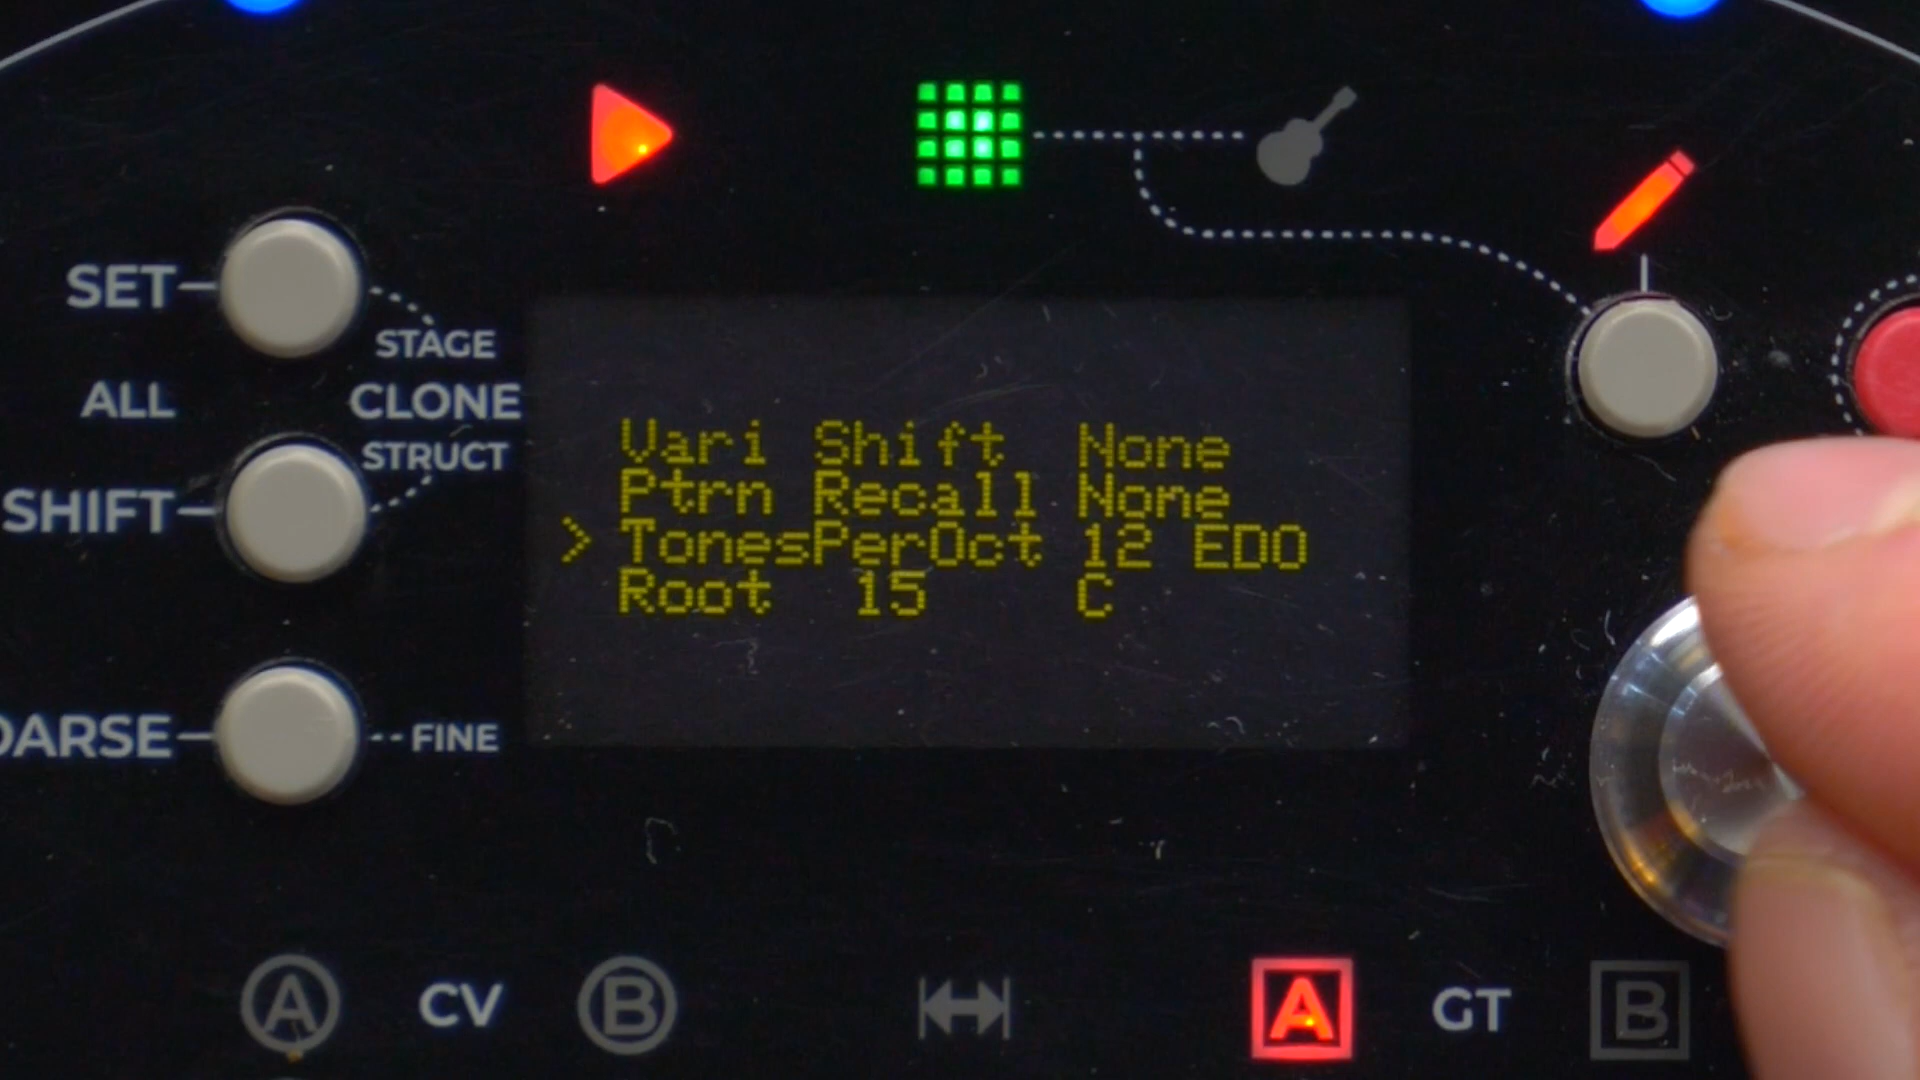 SET
STAGE
ALL
CLONE
STRUCT
SHIFT
Vari Shift None
Ptrn Recall None
> TonesPerOct 12 EDO
Root 15 C
OARSE
FINE
A CV B
A GT B